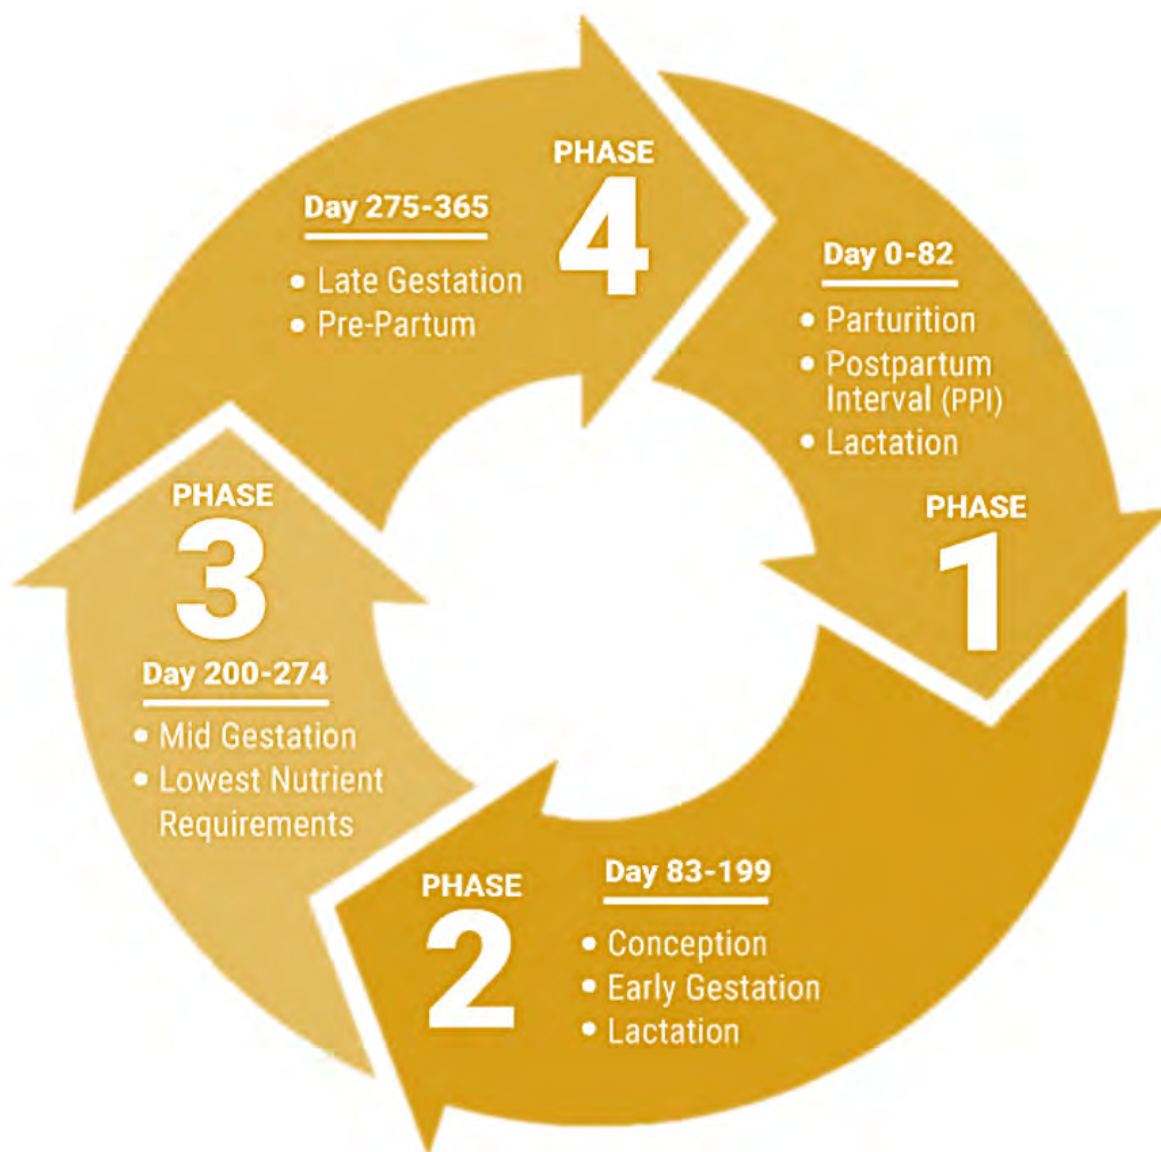 PHASE
1
Day 0-82
• Parturition
• Postpartum
Interval (PPI)
• Lactation
PHASE
2
Day 83-199
• Conception
• Early Gestation
• Lactation
PHASE
3
Day 200-274
• Mid Gestation
• Lowest Nutrient
Requirements
PHASE
4
Day 275-365
• Late Gestation
• Pre-Partum